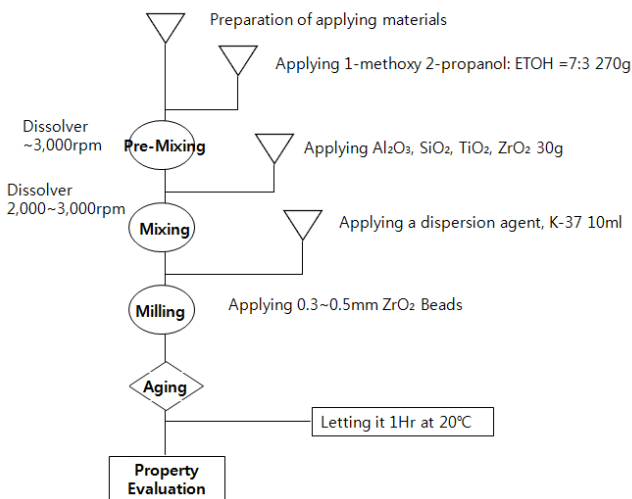 Preparation of applying materials
Applying 1-methoxy 2-propanol: ETOH =7:3 270g
Dissolver
~3,000rpm
Pre-Mixing
Applying Al₂O₃, SiO₂, TiO₂, ZrO₂ 30g
Dissolver
2,000~3,000rpm
Mixing
Applying a dispersion agent, K-37 10ml
Milling
Applying 0.3~0.5mm ZrO₂ Beads
Aging
Letting it 1Hr at 20℃
Property
Evaluation